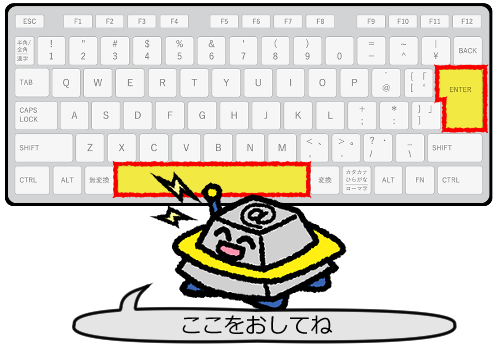 ESC F1 F2 F3 F4 F5 F6 F7 F8 F9 F10 F11 F12
半角/全角 漢字 ! 1 " 2 # 3 $ 4 % 5 & 6 ' 7 ( 8 ) 9 0 = - ~ ^ | ¥ BACK
TAB Q W E R T Y U I O P ` @ { 「 [ ゜ ENTER
CAPS LOCK A S D F G H J K L + ; * : } 」 ]
SHIFT Z X C V B N M < 、 , > 。 . ? ・ / _ \ SHIFT
CTRL ALT 無変換 変換 カタカナ ひらがな ローマ字 ALT FN CTRL
@
ここをおしてね